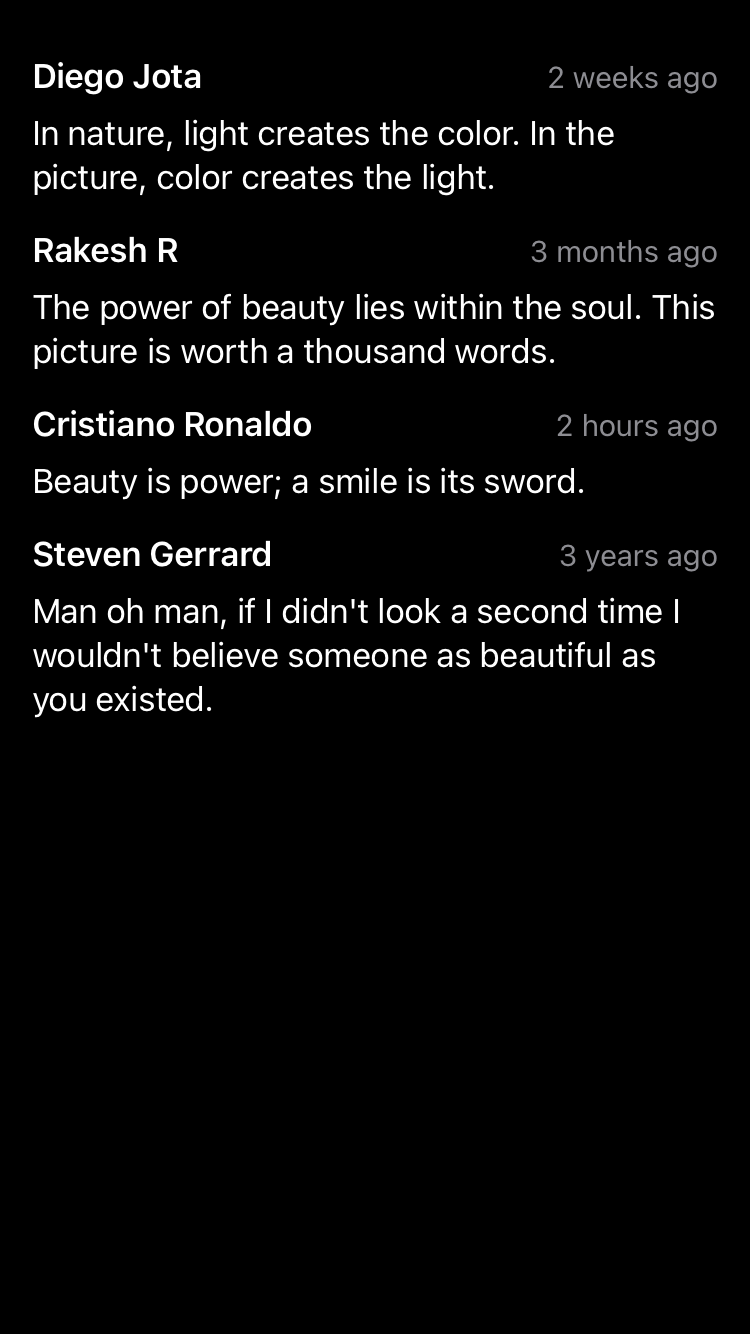 Diego Jota 2 weeks ago
In nature, light creates the color. In the
picture, color creates the light.
Rakesh R 3 months ago
The power of beauty lies within the soul. This
picture is worth a thousand words.
Cristiano Ronaldo 2 hours ago
Beauty is power; a smile is its sword.
Steven Gerrard 3 years ago
Man oh man, if I didn't look a second time I
wouldn't believe someone as beautiful as
you existed.